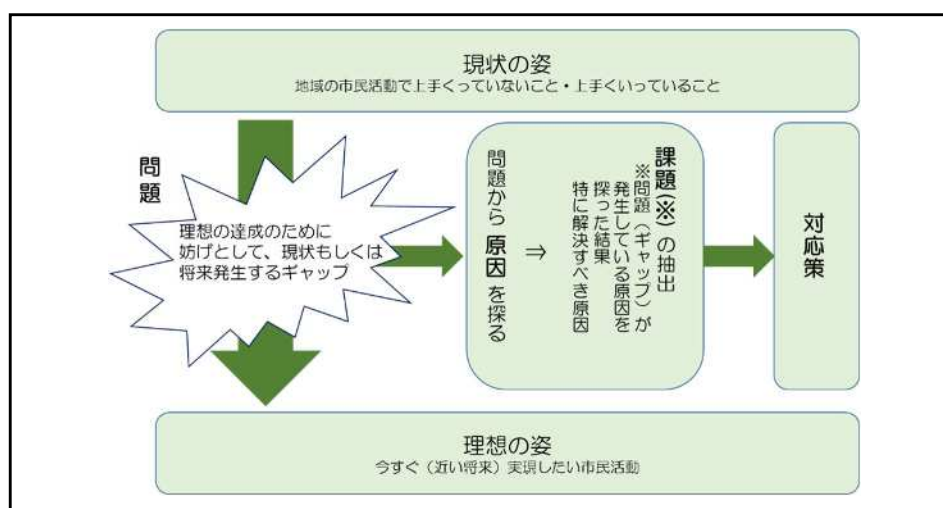 現状の姿
地域の市民活動で上手くっていないこと・上手くいっていること
問題
理想の達成のために
妨げとして、現状もしくは
将来発生するギャップ
問題から 原因 を探る
⇒
課題(※)の抽出
※問題（ギャップ）が
発生している原因を
探った結果
特に解決すべき原因
対応策
理想の姿
今すぐ（近い将来）実現したい市民活動